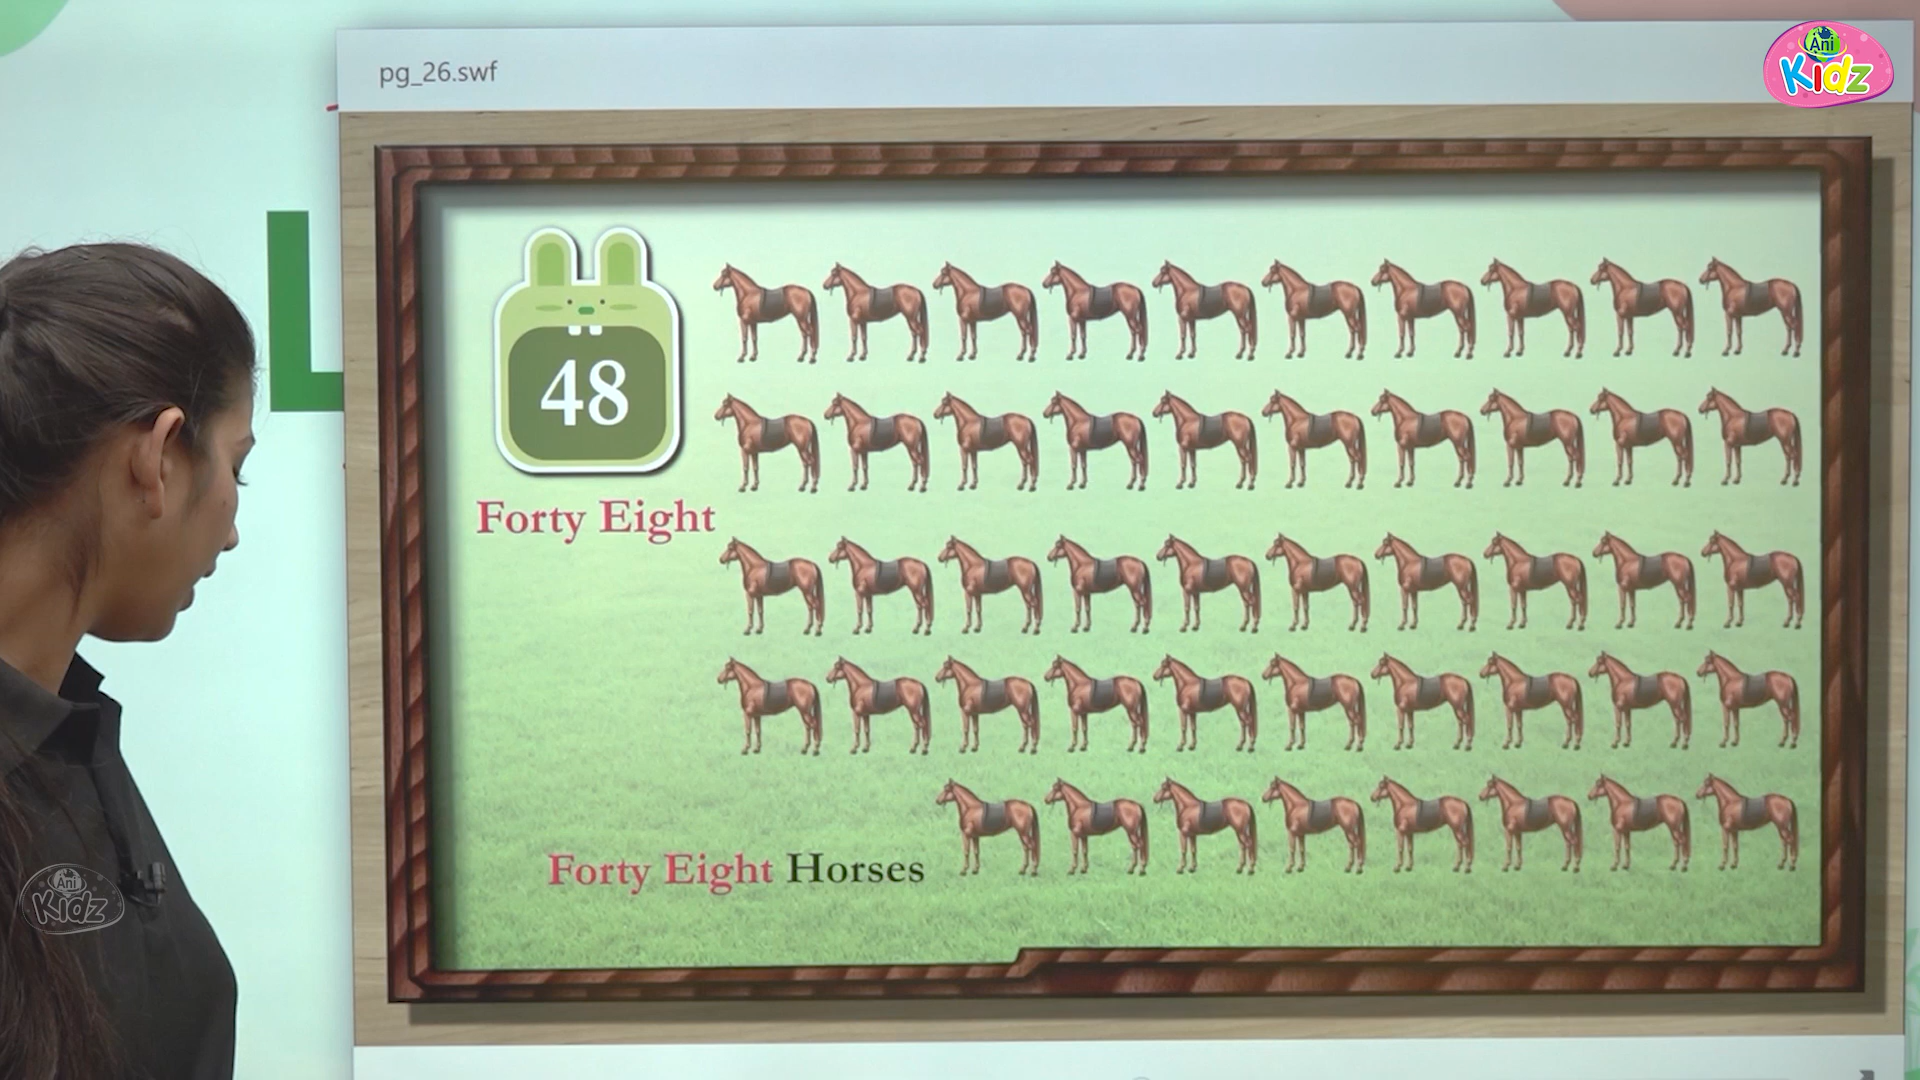 pg_26.swf
Ani
Kidz
L
48
Forty Eight
Forty Eight Horses
Ani
Kidz